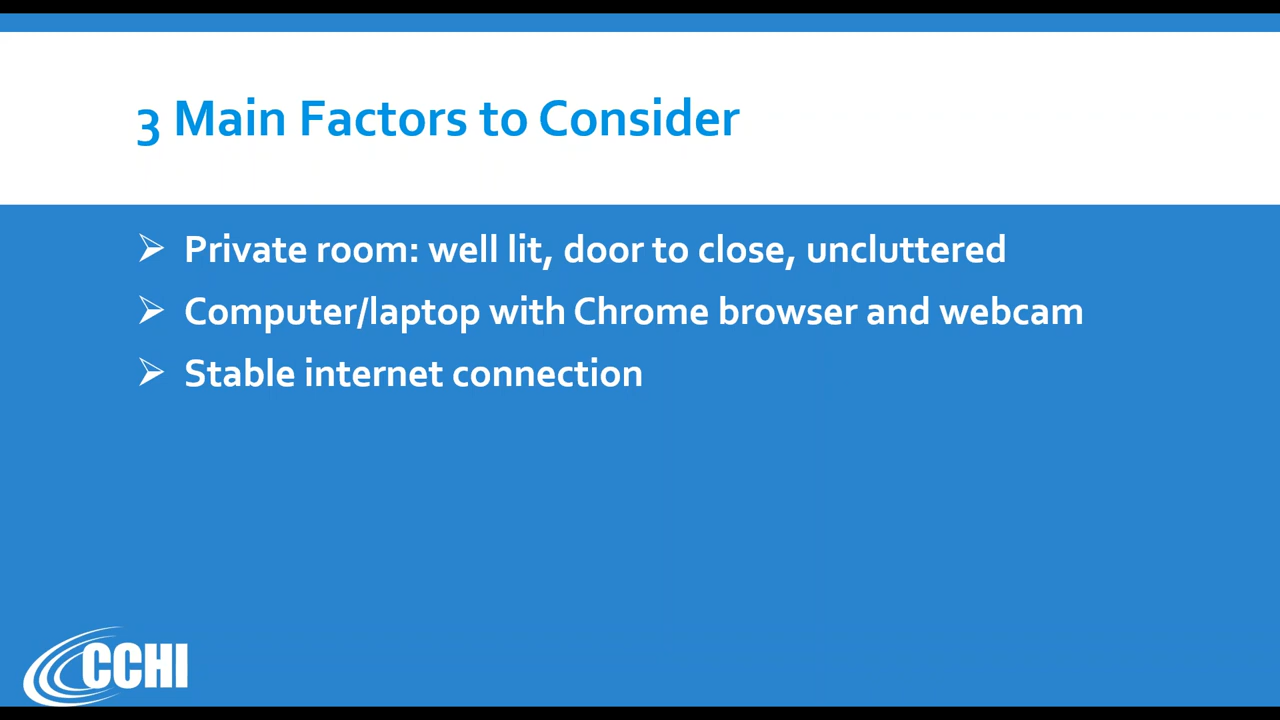 3 Main Factors to Consider
Private room: well lit, door to close, uncluttered
Computer/laptop with Chrome browser and webcam
Stable internet connection
CCHI